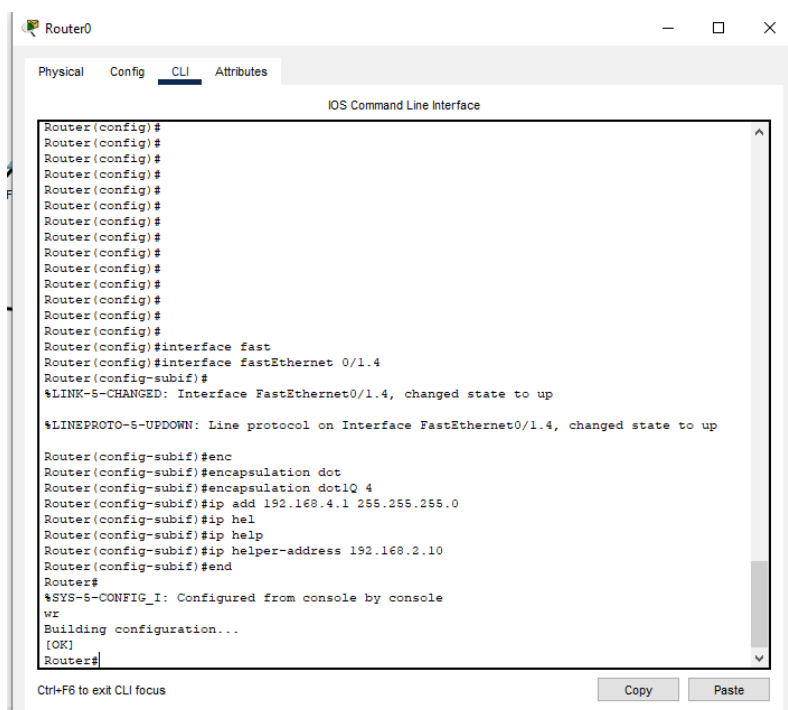 Router0
Physical Config CLI Attributes
IOS Command Line Interface
Router(config)#
Router(config)#
Router(config)#
Router(config)#
Router(config)#
Router(config)#
Router(config)#
Router(config)#
Router(config)#
Router(config)#
Router(config)#
Router(config)#
Router(config)#
Router(config)#
Router(config)#interface fast
Router(config)#interface fastEthernet 0/1.4
Router(config-subif)#
%LINK-5-CHANGED: Interface FastEthernet0/1.4, changed state to up
%LINEPROTO-5-UPDOWN: Line protocol on Interface FastEthernet0/1.4, changed state to up
Router(config-subif)#enc
Router(config-subif)#encapsulation dot
Router(config-subif)#encapsulation dot1Q 4
Router(config-subif)#ip add 192.168.4.1 255.255.255.0
Router(config-subif)#ip hel
Router(config-subif)#ip help
Router(config-subif)#ip helper-address 192.168.2.10
Router(config-subif)#end
Router#
%SYS-5-CONFIG_I: Configured from console by console
wr
Building configuration...
[OK]
Router#
Ctrl+F6 to exit CLI focus
Copy Paste